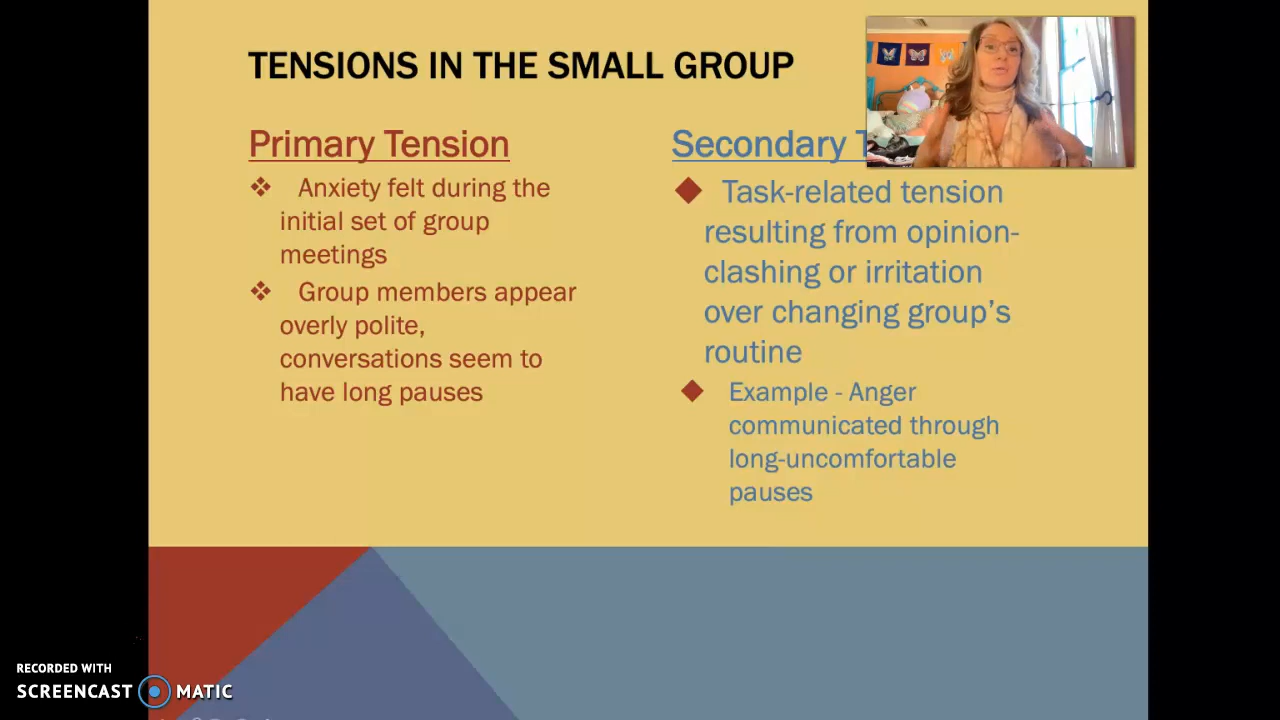 TENSIONS IN THE SMALL GROUP
Primary Tension
❖ Anxiety felt during the
initial set of group
meetings
❖ Group members appear
overly polite,
conversations seem to
have long pauses
Secondary
◆ Task-related tension
resulting from opinion-
clashing or irritation
over changing group’s
routine
◆ Example - Anger
communicated through
long-uncomfortable
pauses
RECORDED WITH
SCREENCAST MATIC